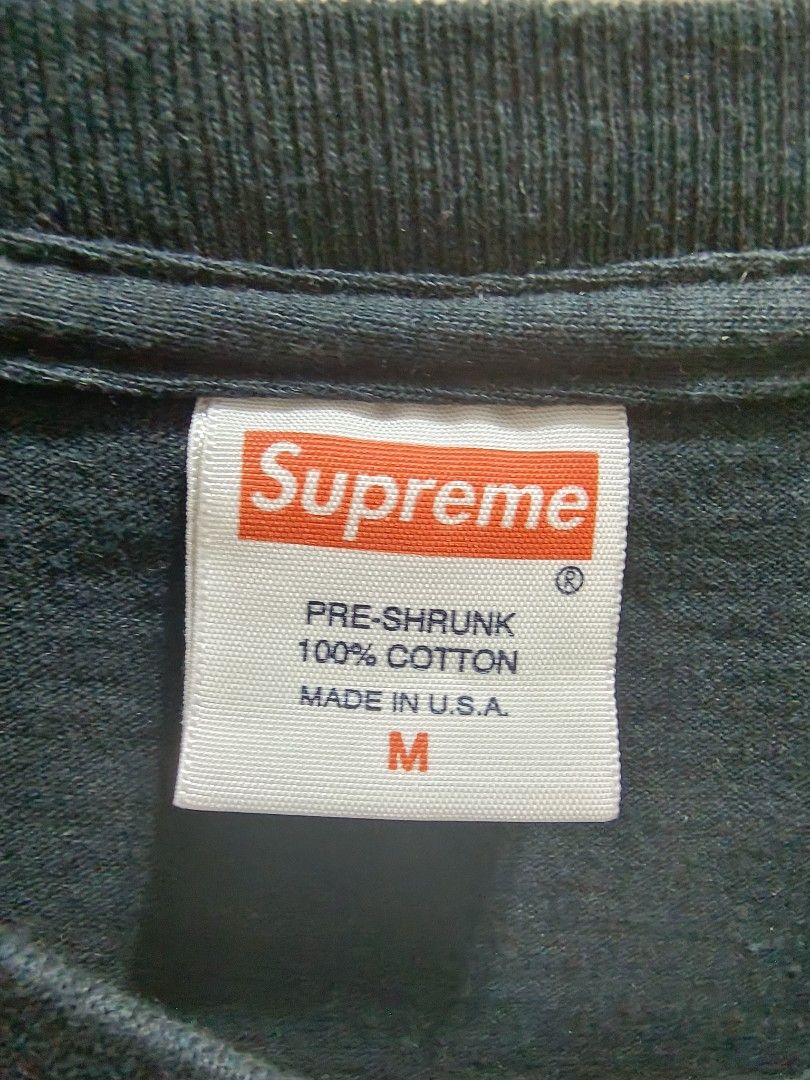 Supreme
®
PRE-SHRUNK
100% COTTON
MADE IN U.S.A.
M